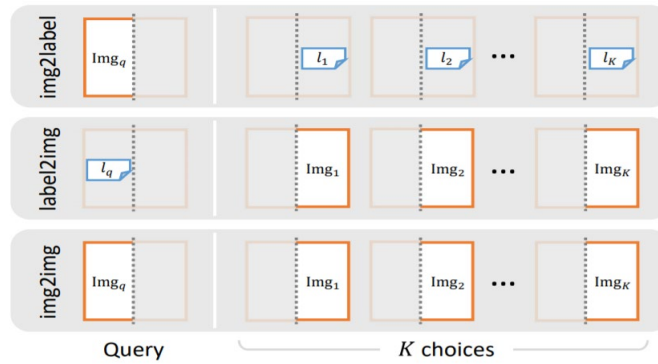 img2label
Img_q l_1 l_2 ... l_K
label2img
l_q Img_1 Img_2 ... Img_K
img2img
Img_q Img_1 Img_2 ... Img_K
Query K choices